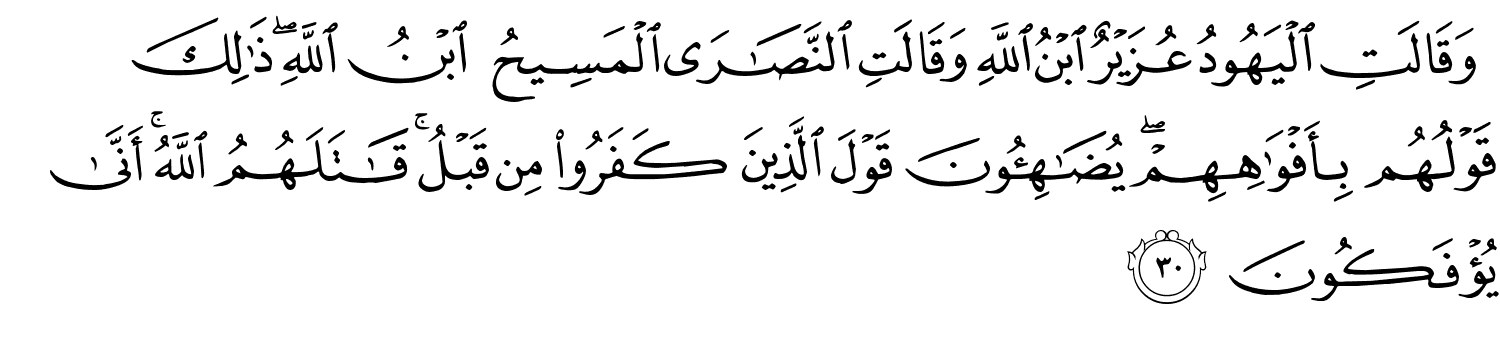 وَقَالَتِ ٱلْيَهُودُ عُزَيْرٌ ٱبْنُ ٱللَّهِ وَقَالَتِ ٱلنَّصَٰرَى ٱلْمَسِيحُ ٱبْنُ ٱللَّهِ ۖ ذَٰلِكَ
قَوْلُهُم بِأَفْوَٰهِهِمْ ۖ يُضَٰهِـُٔونَ قَوْلَ ٱلَّذِينَ كَفَرُوا۟ مِن قَبْلُ ۚ قَٰتَلَهُمُ ٱللَّهُ ۚ أَنَّىٰ
يُؤْفَكُونَ ٣٠